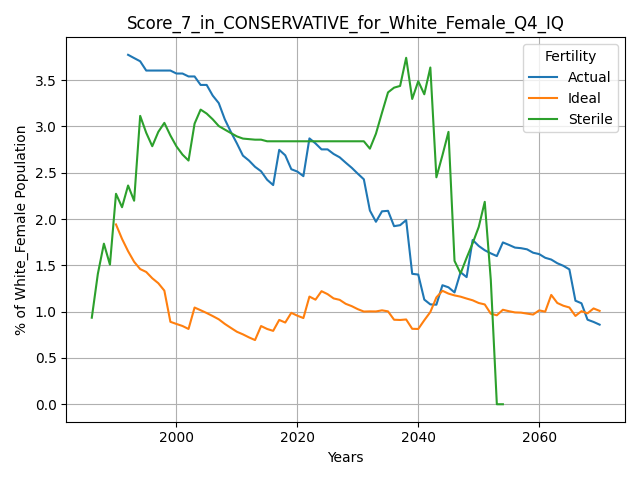 Score_7_in_CONSERVATIVE_for_White_Female_Q4_IQ
% of White_Female Population
3.5
3.0
2.5
2.0
1.5
1.0
0.5
0.0
Fertility
Actual
Ideal
Sterile
2000
2020
2040
2060
Years